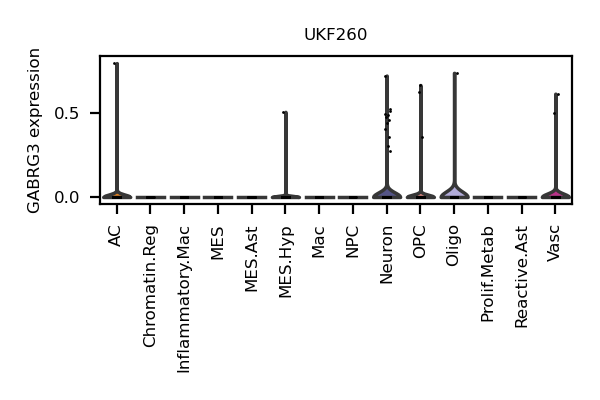 UKF260
GABRG3 expression
0.5
0.0
AC
Chromatin.Reg
Inflammatory.Mac
MES
MES.Ast
MES.Hyp
Mac
NPC
Neuron
OPC
Oligo
Prolif.Metab
Reactive.Ast
Vasc